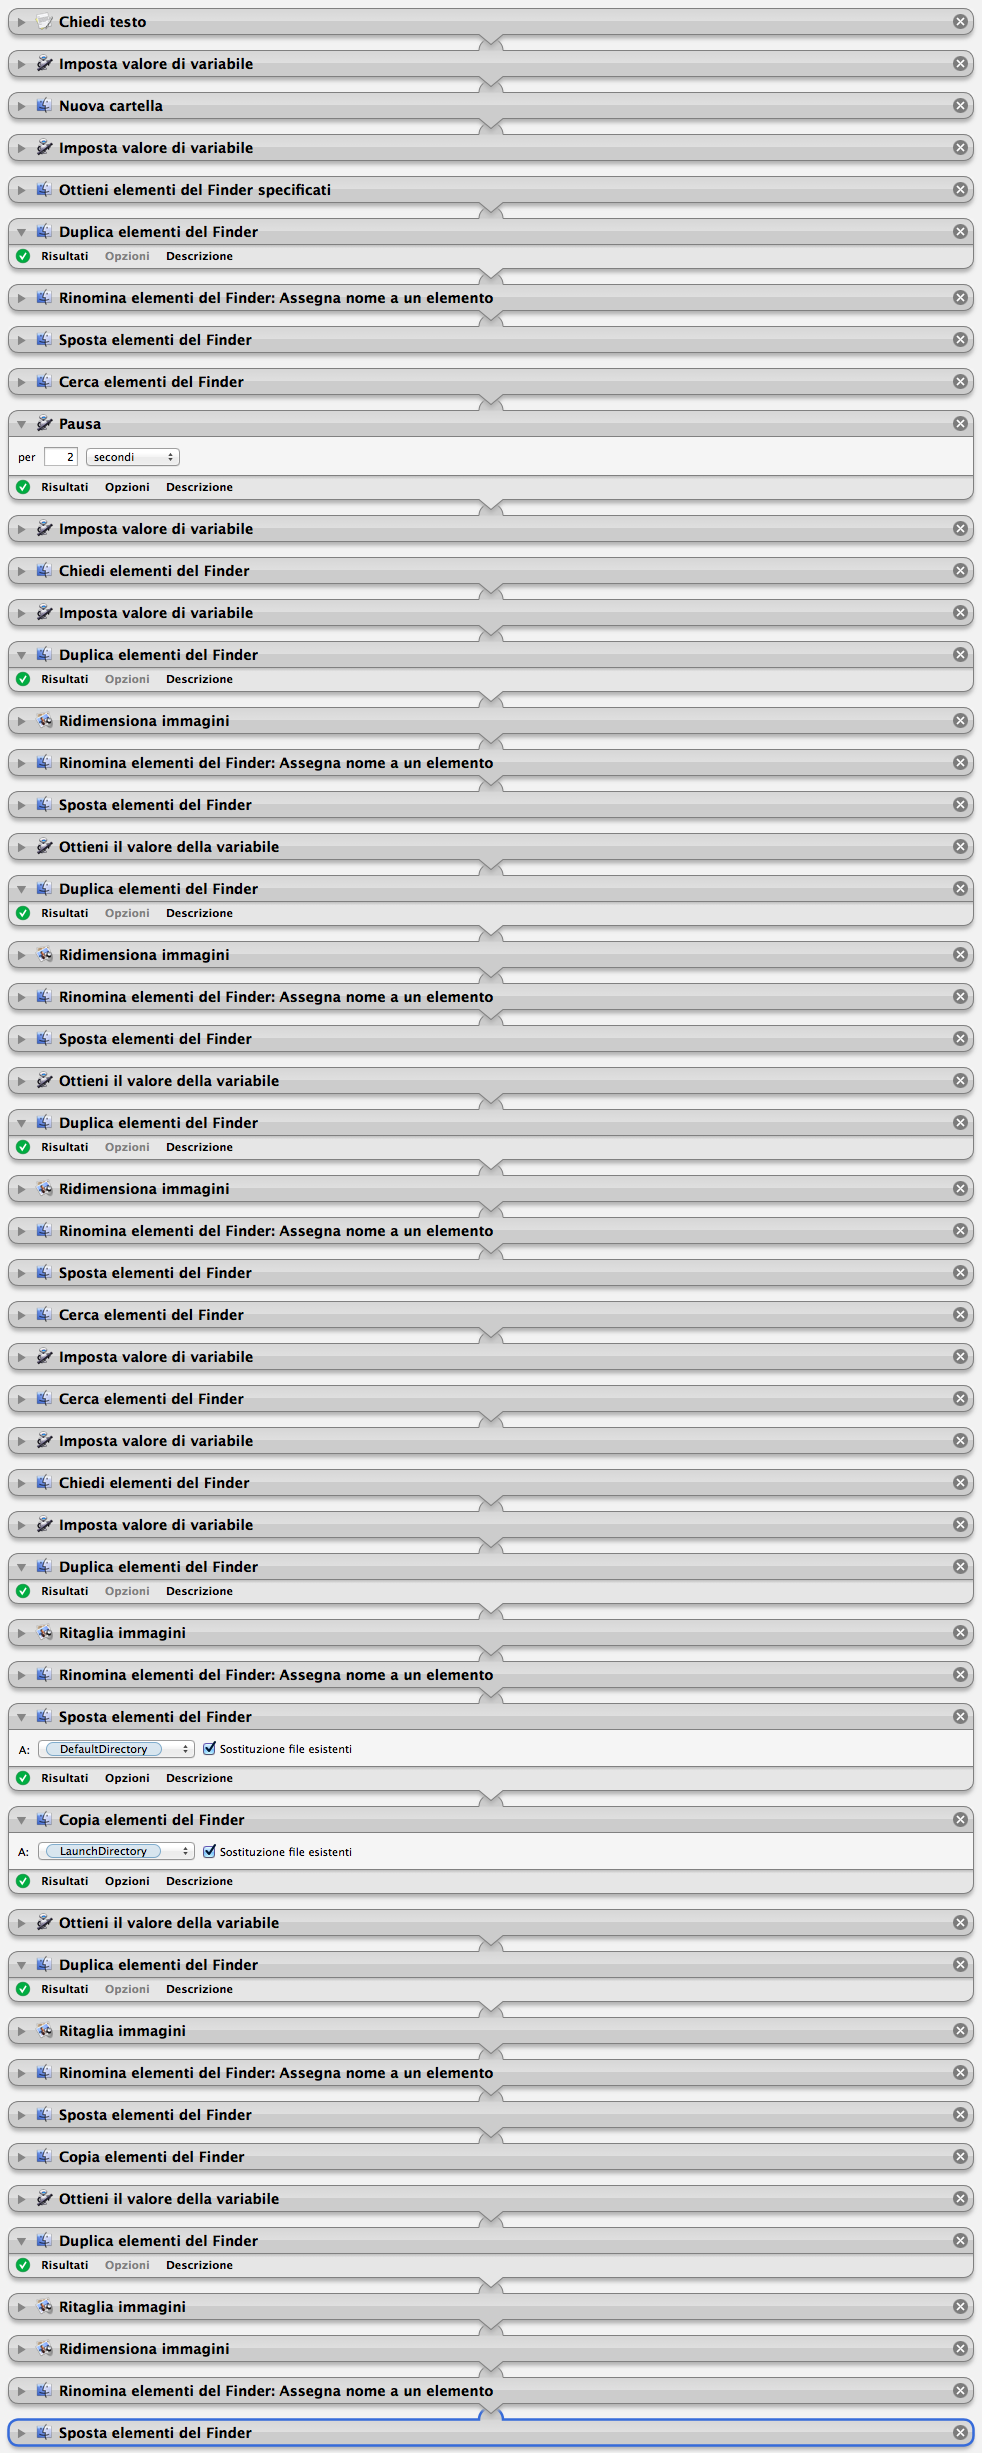 Chiedi testo
Imposta valore di variabile
Nuova cartella
Imposta valore di variabile
Ottieni elementi del Finder specificati
Duplica elementi del Finder
Risultati Opzioni Descrizione
Rinomina elementi del Finder: Assegna nome a un elemento
Sposta elementi del Finder
Cerca elementi del Finder
Pausa
per 2 secondi
Risultati Opzioni Descrizione
Imposta valore di variabile
Chiedi elementi del Finder
Imposta valore di variabile
Duplica elementi del Finder
Risultati Opzioni Descrizione
Ridimensiona immagini
Rinomina elementi del Finder: Assegna nome a un elemento
Sposta elementi del Finder
Ottieni il valore della variabile
Duplica elementi del Finder
Risultati Opzioni Descrizione
Ridimensiona immagini
Rinomina elementi del Finder: Assegna nome a un elemento
Sposta elementi del Finder
Ottieni il valore della variabile
Duplica elementi del Finder
Risultati Opzioni Descrizione
Ridimensiona immagini
Rinomina elementi del Finder: Assegna nome a un elemento
Sposta elementi del Finder
Cerca elementi del Finder
Imposta valore di variabile
Cerca elementi del Finder
Imposta valore di variabile
Chiedi elementi del Finder
Imposta valore di variabile
Duplica elementi del Finder
Risultati Opzioni Descrizione
Ritaglia immagini
Rinomina elementi del Finder: Assegna nome a un elemento
Sposta elementi del Finder
A: DefaultDirectory Sostituzione file esistenti
Risultati Opzioni Descrizione
Copia elementi del Finder
A: LaunchDirectory Sostituzione file esistenti
Risultati Opzioni Descrizione
Ottieni il valore della variabile
Duplica elementi del Finder
Risultati Opzioni Descrizione
Ritaglia immagini
Rinomina elementi del Finder: Assegna nome a un elemento
Sposta elementi del Finder
Copia elementi del Finder
Ottieni il valore della variabile
Duplica elementi del Finder
Risultati Opzioni Descrizione
Ritaglia immagini
Ridimensiona immagini
Rinomina elementi del Finder: Assegna nome a un elemento
Sposta elementi del Finder